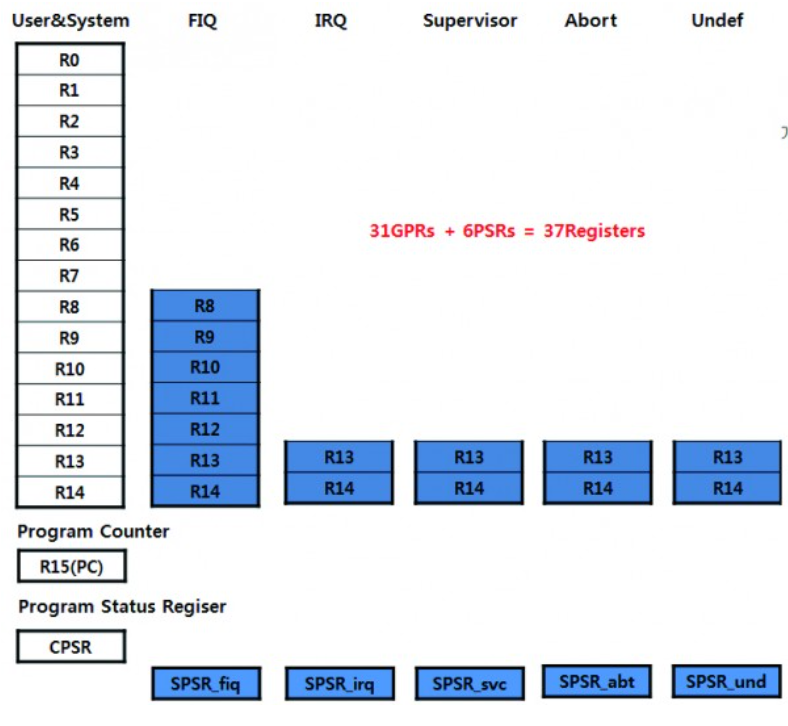 User&System FIQ IRQ Supervisor Abort Undef
R0
R1
R2
R3
R4
R5
31GPRs + 6PSRs = 37Registers
R6
R7
R8 R8
R9 R9
R10 R10
R11 R11
R12 R12
R13 R13 R13 R13 R13 R13
R14 R14 R14 R14 R14 R14
Program Counter
R15(PC)
Program Status Regiser
CPSR
SPSR_fiq SPSR_irq SPSR_svc SPSR_abt SPSR_und